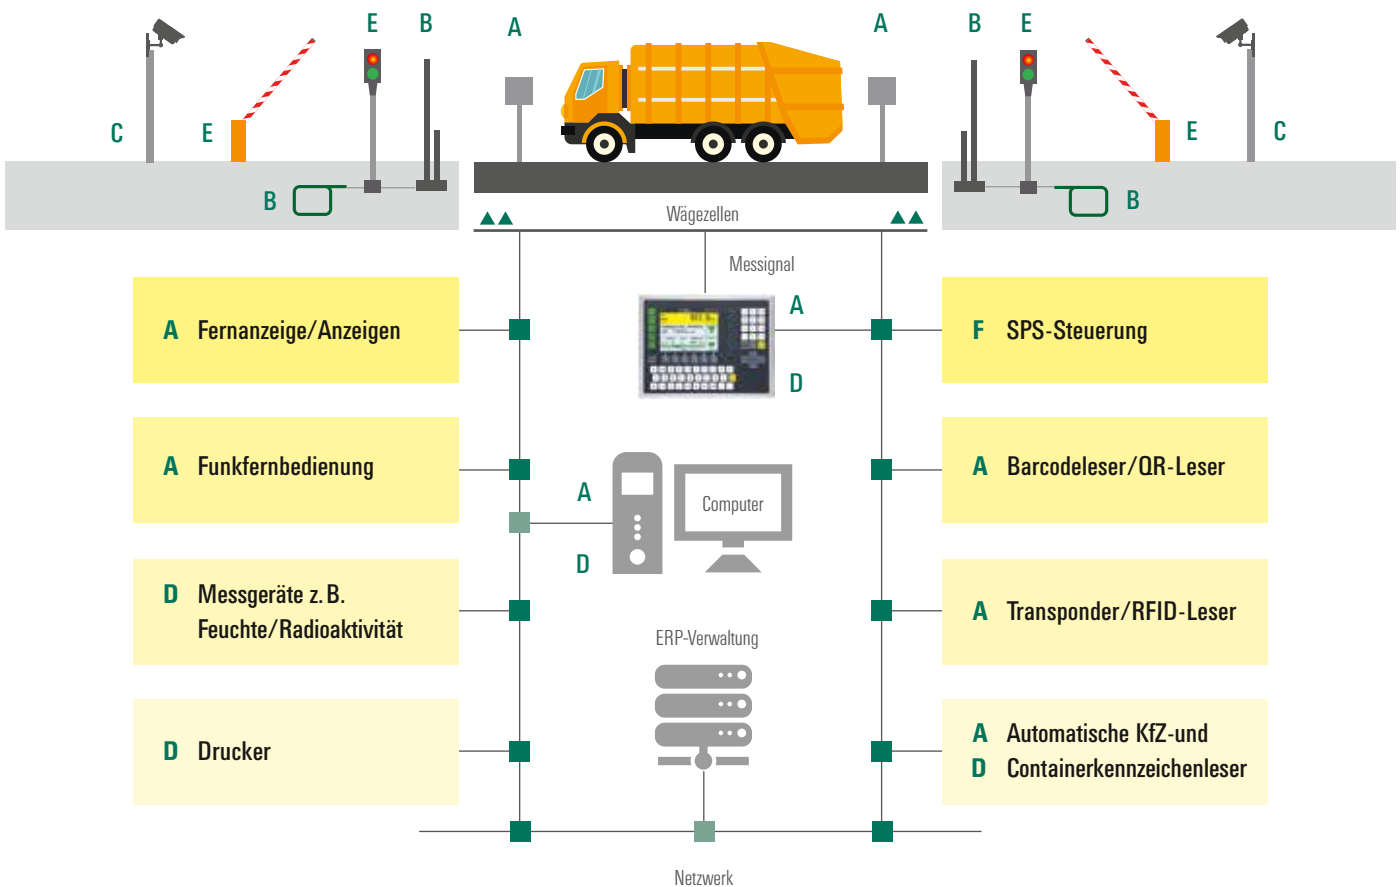 E B A A B E
C E E C
B B
Wägezellen
Messignal
A Fernanzeige/Anzeigen
A
D
F SPS-Steuerung
A Funkfernbedienung
A
D
Computer
A Barcodeleser/QR-Leser
D Messgeräte z. B.
Feuchte/Radioaktivität
ERP-Verwaltung
A Transponder/RFID-Leser
D Drucker
A Automatische KfZ-und
D Containerkennzeichenleser
Netzwerk